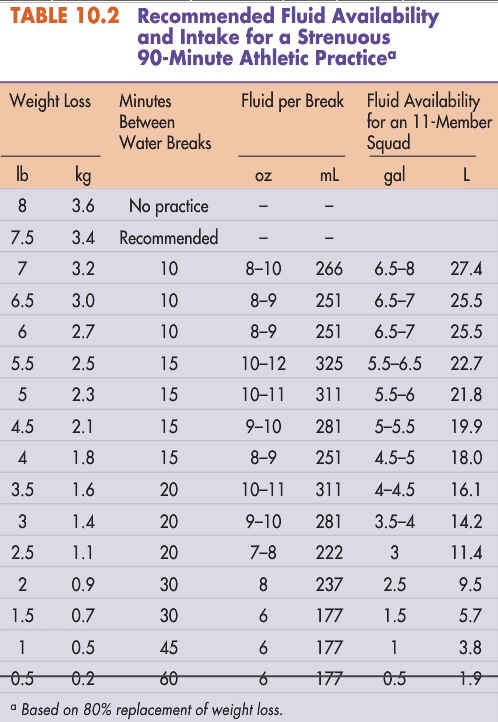 TABLE 10.2 Recommended Fluid Availability
and Intake for a Strenuous
90-Minute Athletic Practiceᵃ
Weight Loss Minutes Fluid per Break Fluid Availability
Between for an 11-Member
Water Breaks Squad
lb kg oz mL gal L
8 3.6 No practice – –
7.5 3.4 Recommended – –
7 3.2 10 8–10 266 6.5–8 27.4
6.5 3.0 10 8–9 251 6.5–7 25.5
6 2.7 10 8–9 251 6.5–7 25.5
5.5 2.5 15 10–12 325 5.5–6.5 22.7
5 2.3 15 10–11 311 5.5–6 21.8
4.5 2.1 15 9–10 281 5–5.5 19.9
4 1.8 15 8–9 251 4.5–5 18.0
3.5 1.6 20 10–11 311 4–4.5 16.1
3 1.4 20 9–10 281 3.5–4 14.2
2.5 1.1 20 7–8 222 3 11.4
2 0.9 30 8 237 2.5 9.5
1.5 0.7 30 6 177 1.5 5.7
1 0.5 45 6 177 1 3.8
0.5 0.2 60 6 177 0.5 1.9
ᵃ Based on 80% replacement of weight loss.